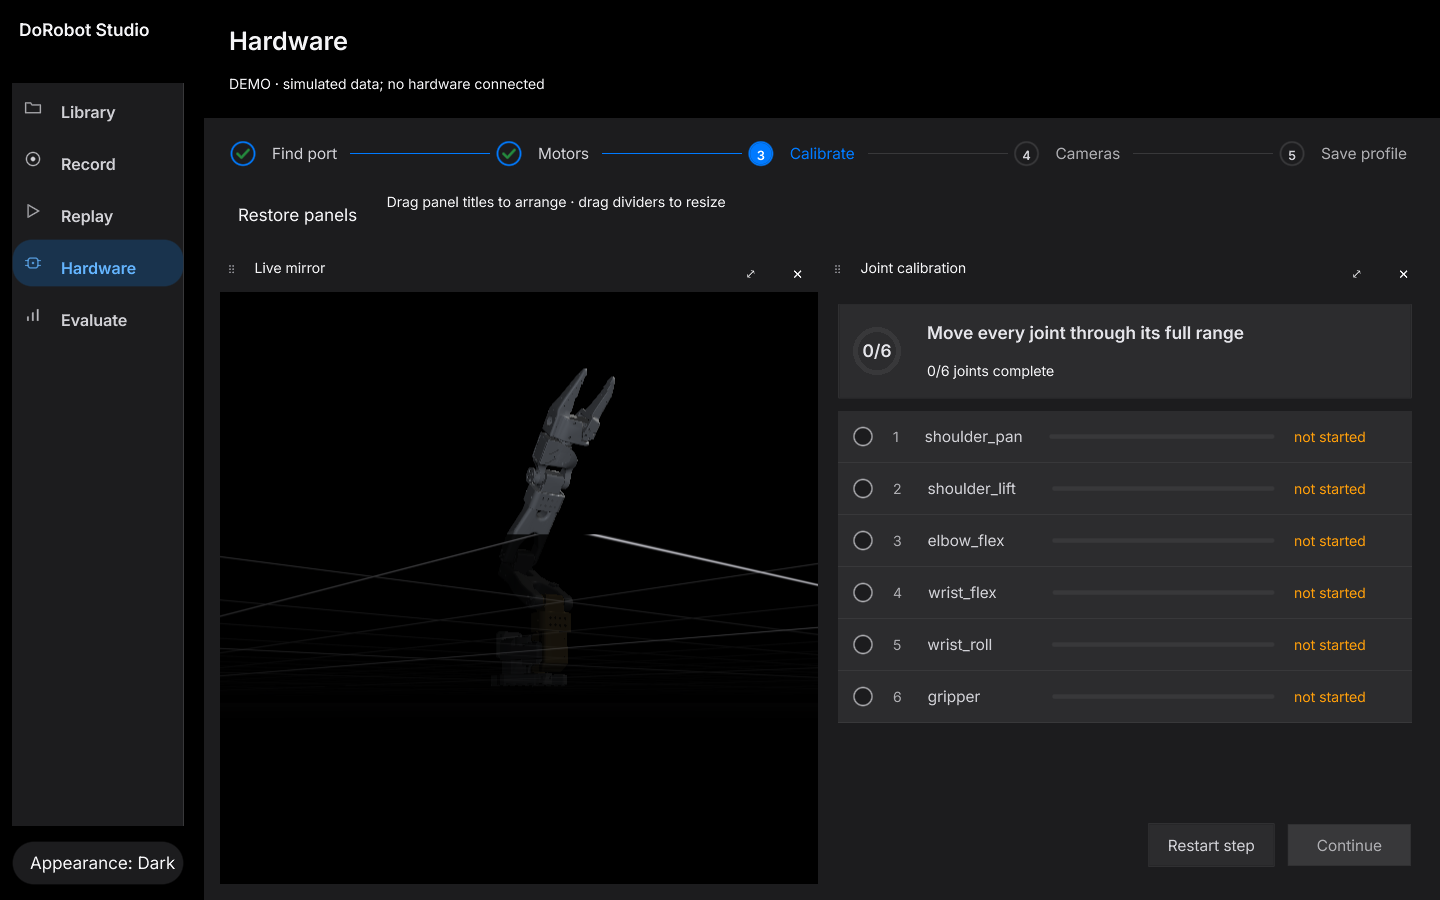 DoRobot Studio
Library
Record
Replay
Hardware
Evaluate
Appearance: Dark
Hardware
DEMO · simulated data; no hardware connected
Find port
Motors
3 Calibrate
4 Cameras
5 Save profile
Restore panels
Drag panel titles to arrange · drag dividers to resize
Live mirror
Joint calibration
0/6
Move every joint through its full range
0/6 joints complete
1 shoulder_pan not started
2 shoulder_lift not started
3 elbow_flex not started
4 wrist_flex not started
5 wrist_roll not started
6 gripper not started
Restart step
Continue